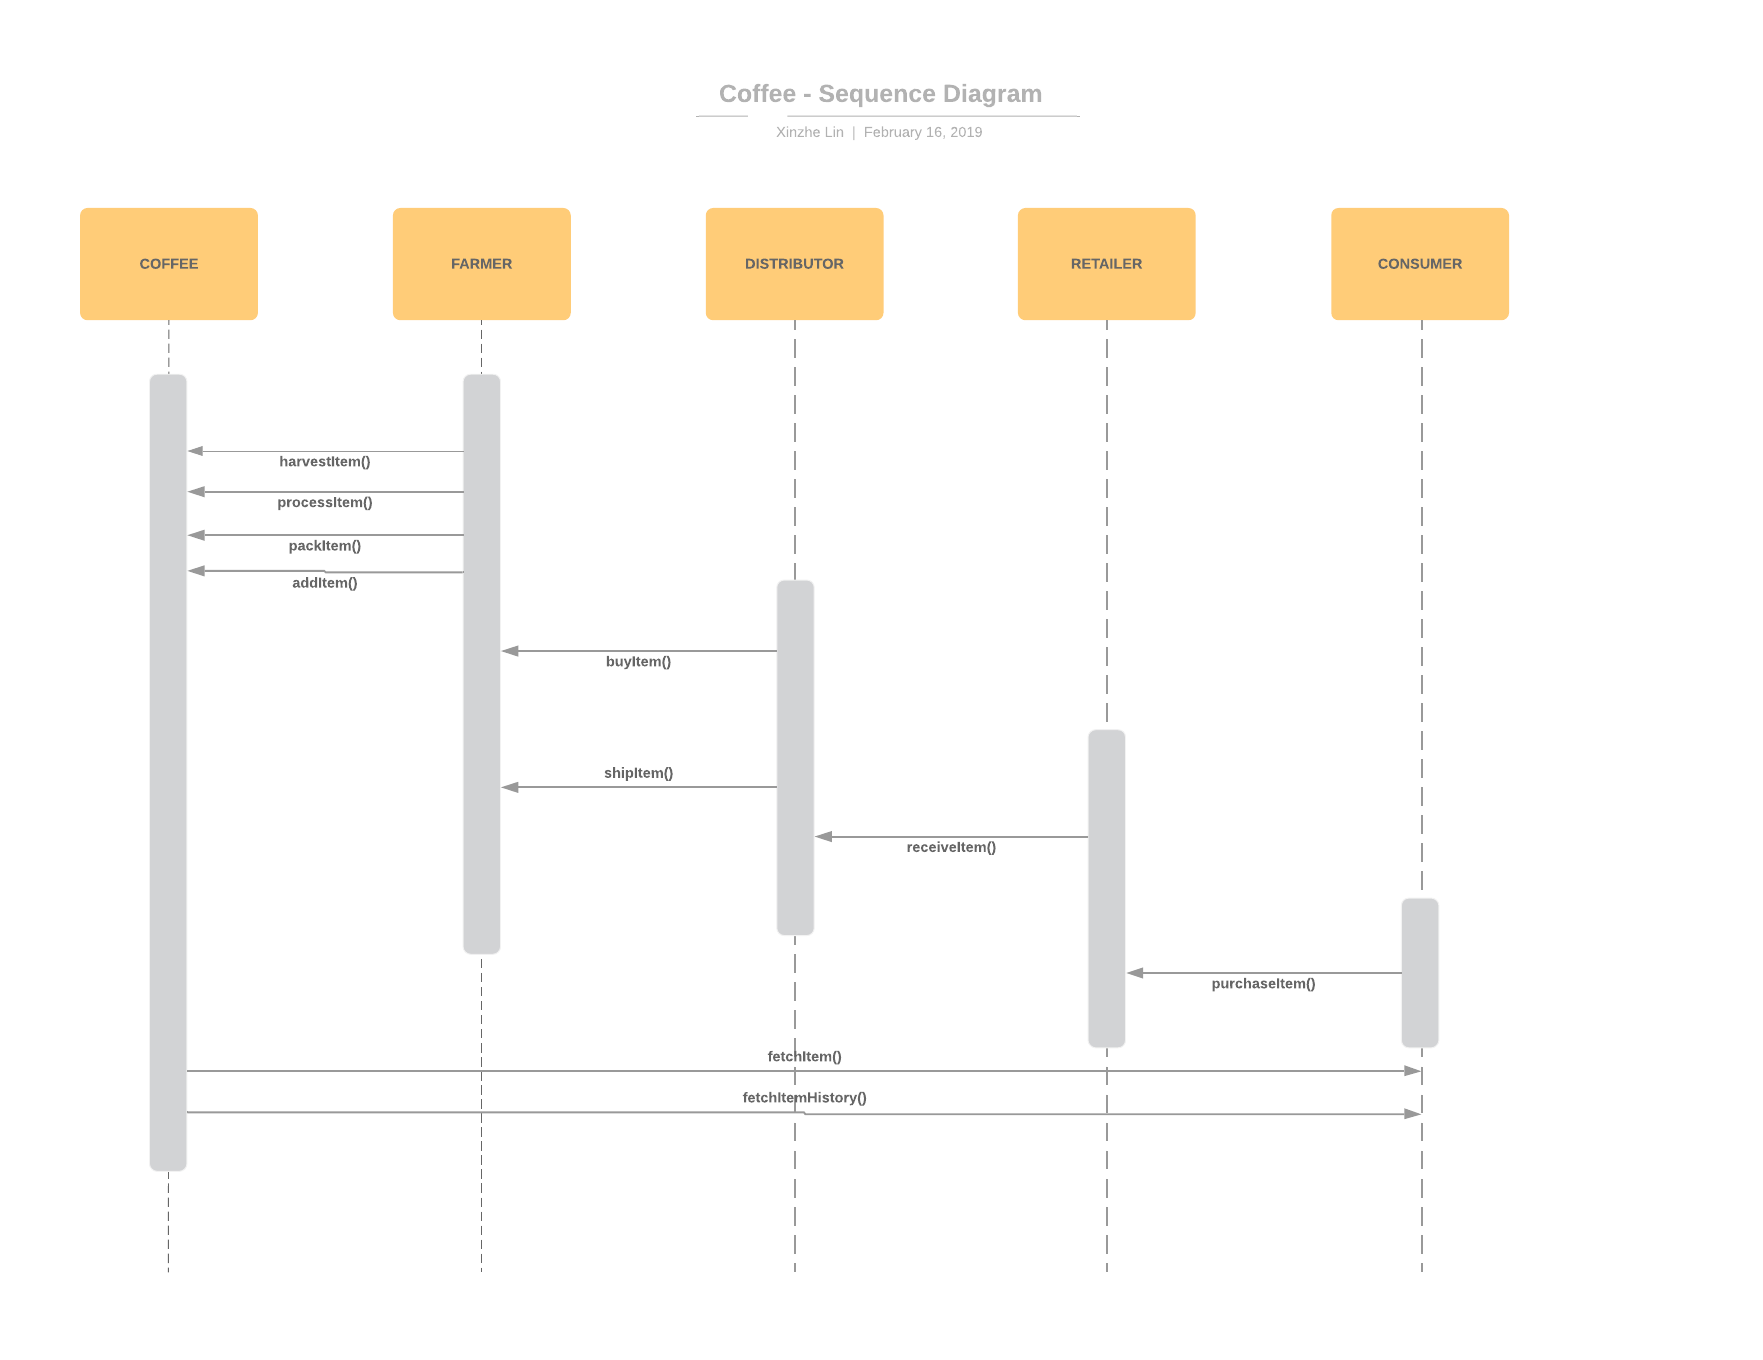 Coffee - Sequence Diagram
Xinzhe Lin | February 16, 2019
COFFEE
FARMER
DISTRIBUTOR
RETAILER
CONSUMER
harvestItem()
processItem()
packItem()
addItem()
buyItem()
shipItem()
receiveItem()
purchaseItem()
fetchItem()
fetchItemHistory()